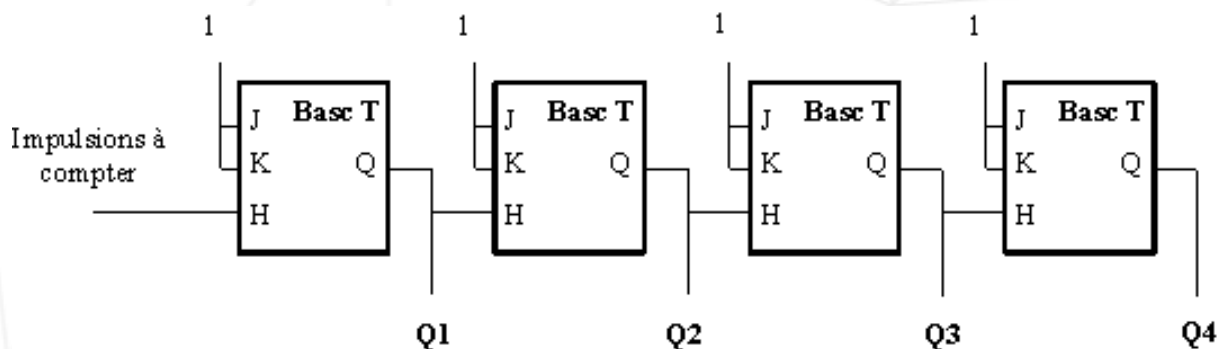 1 1 1 1
Basc T Basc T Basc T Basc T
J J J J
Impulsions à
compter
K Q K Q K Q K Q
H H H H
Q1 Q2 Q3 Q4